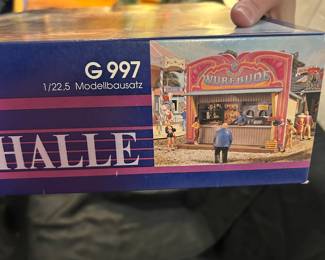 G 997
1/22.5 Modellbausatz
WURFBUDE
HALLE